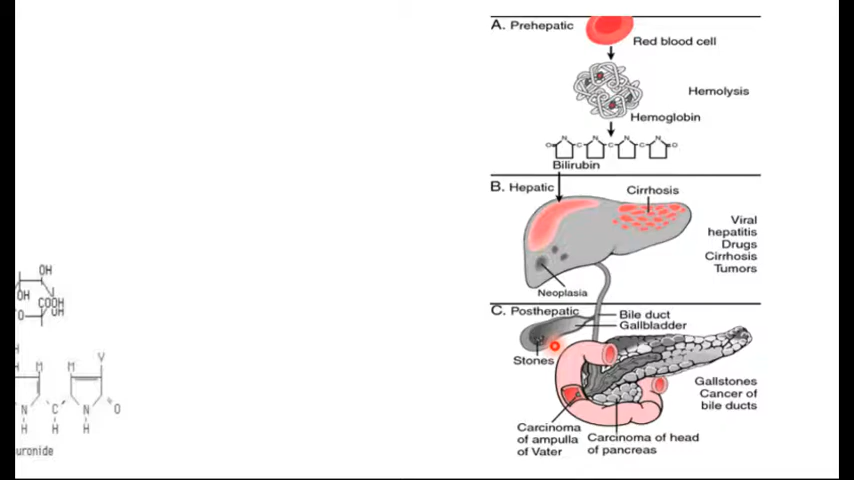 A. Prehepatic
Red blood cell
Hemolysis
Hemoglobin
N N N N
O C C C O
Bilirubin
B. Hepatic
Cirrhosis
Viral
hepatitis
Drugs
Cirrhosis
Tumors
Neoplasia
C. Posthepatic
Bile duct
Gallbladder
Stones
Gallstones
Cancer of
bile ducts
Carcinoma
of ampulla
of Vater
Carcinoma of head
of pancreas
OH
OH
COOH
OH
O
H
H M M V
N C N O
H H H
uronide